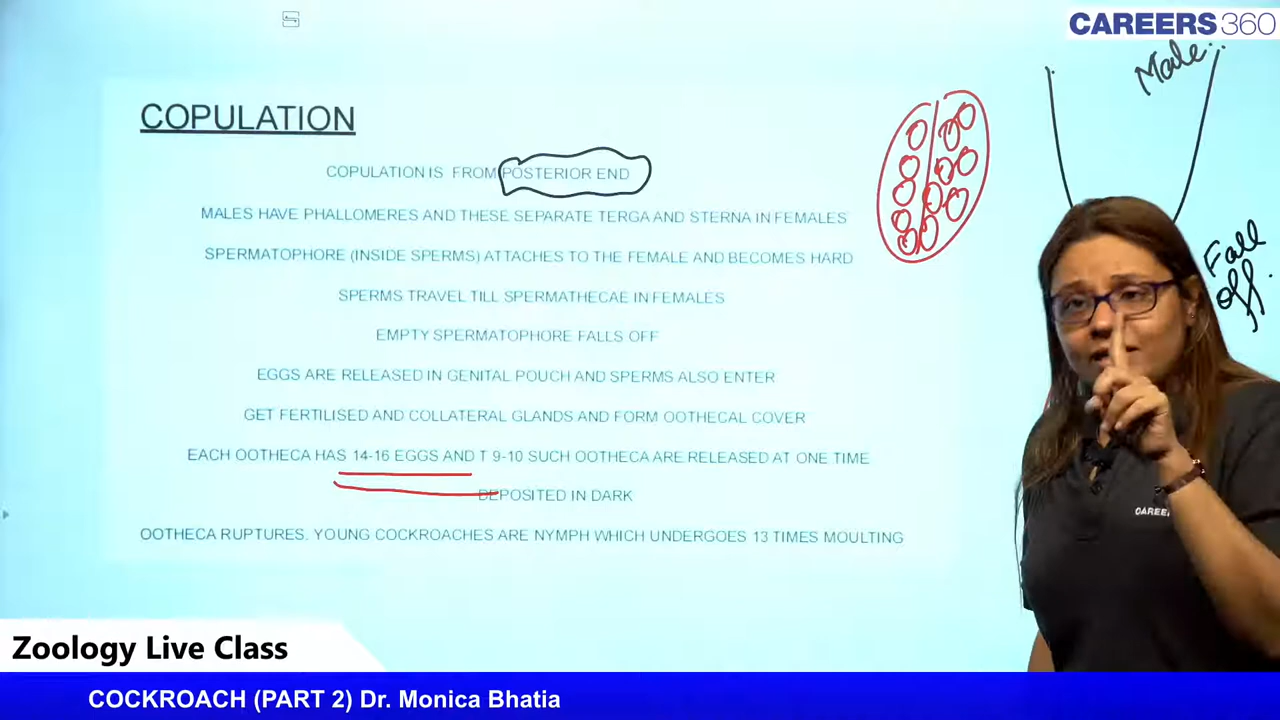 CAREERS360
Male..
COPULATION
COPULATION IS FROM POSTERIOR END
MALES HAVE PHALLOMERES AND THESE SEPARATE TERGA AND STERNA IN FEMALES
SPERMATOPHORE (INSIDE SPERMS) ATTACHES TO THE FEMALE AND BECOMES HARD
Fall
off.
SPERMS TRAVEL TILL SPERMATHECAE IN FEMALES
EMPTY SPERMATOPHORE FALLS OFF
EGGS ARE RELEASED IN GENITAL POUCH AND SPERMS ALSO ENTER
GET FERTILISED AND COLLATERAL GLANDS AND FORM OOTHECAL COVER
EACH OOTHECA HAS 14-16 EGGS AND T 9-10 SUCH OOTHECA ARE RELEASED AT ONE TIME
DEPOSITED IN DARK
CAREE
OOTHECA RUPTURES. YOUNG COCKROACHES ARE NYMPH WHICH UNDERGOES 13 TIMES MOULTING
Zoology Live Class
COCKROACH (PART 2) Dr. Monica Bhatia